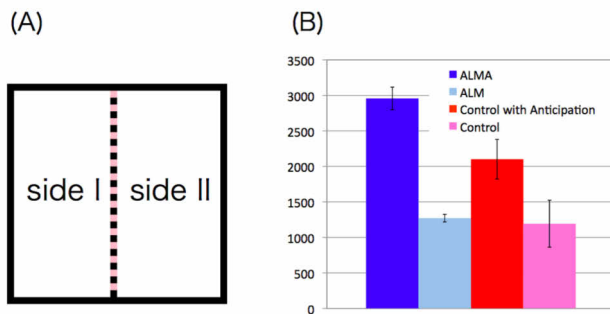 (A)
side I
side II
(B)
3500
3000
2500
2000
1500
1000
500
0
ALMA
ALM
Control with Anticipation
Control